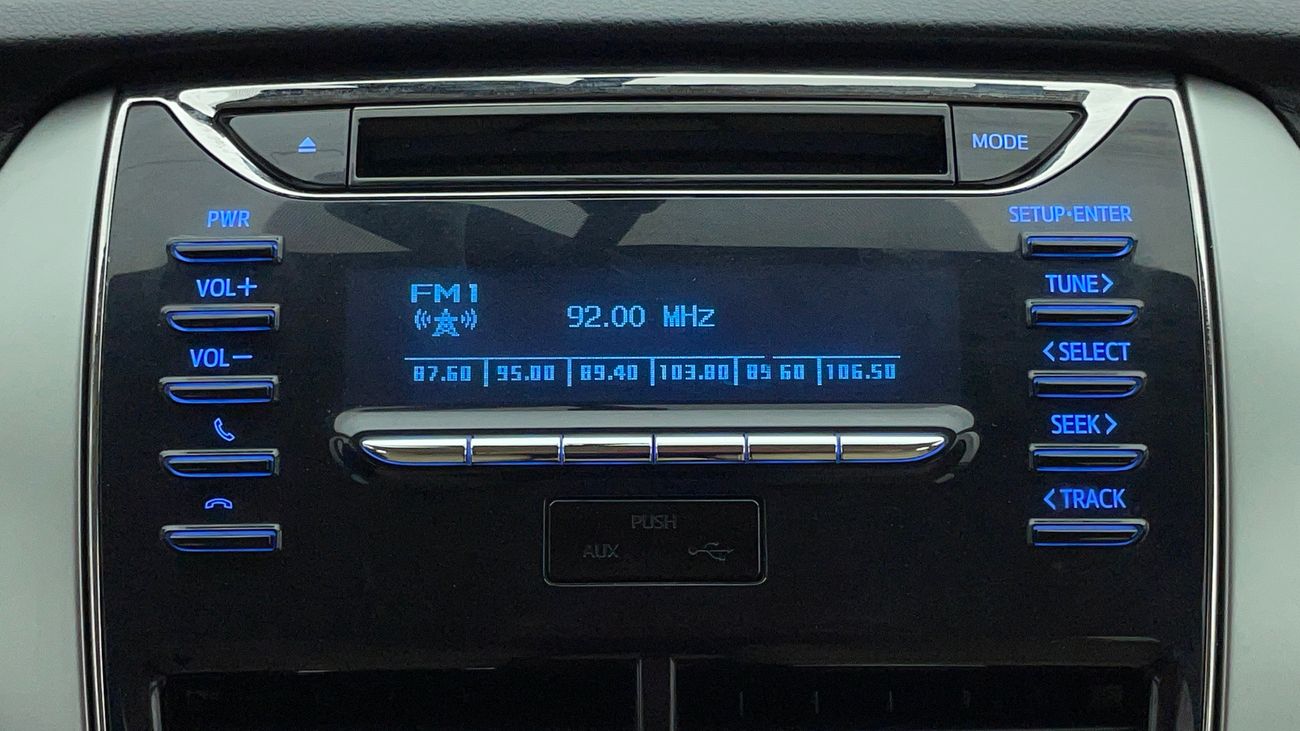 MODE
PWR
SETUP•ENTER
VOL+
TUNE>
FM1
92.00 MHz
VOL−
<SELECT
87.60 95.00 89.40 103.80 89.60 106.50
SEEK>
<TRACK
PUSH
AUX